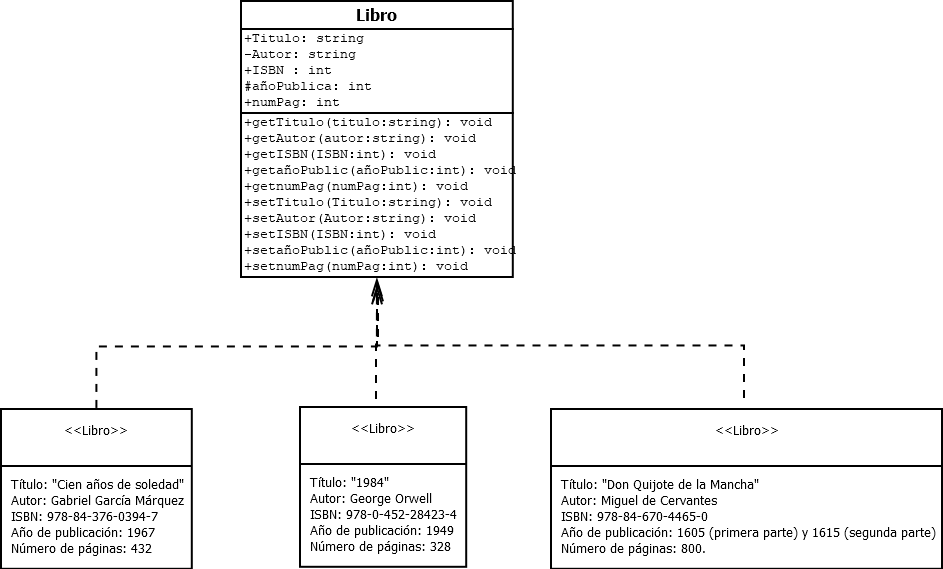 Libro
+Titulo: string
-Autor: string
+ISBN : int
#añoPublica: int
+numPag: int
+getTitulo(titulo:string): void
+getAutor(autor:string): void
+getISBN(ISBN:int): void
+getañoPublic(añoPublic:int): void
+getnumPag(numPag:int): void
+setTitulo(Titulo:string): void
+setAutor(Autor:string): void
+setISBN(ISBN:int): void
+setañoPublic(añoPublic:int): void
+setnumPag(numPag:int): void
<<Libro>>
Título: "Cien años de soledad"
Autor: Gabriel García Márquez
ISBN: 978-84-376-0394-7
Año de publicación: 1967
Número de páginas: 432
<<Libro>>
Título: "1984"
Autor: George Orwell
ISBN: 978-0-452-28423-4
Año de publicación: 1949
Número de páginas: 328
<<Libro>>
Título: "Don Quijote de la Mancha"
Autor: Miguel de Cervantes
ISBN: 978-84-670-4465-0
Año de publicación: 1605 (primera parte) y 1615 (segunda parte)
Número de páginas: 800.